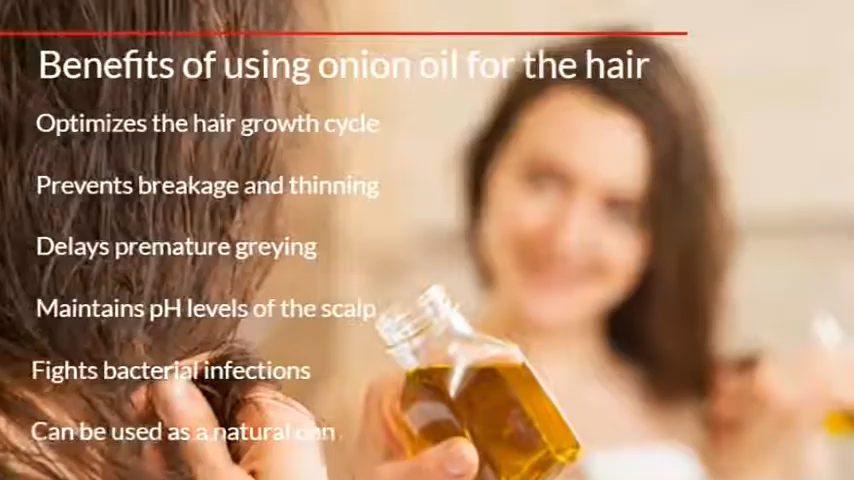 Benefits of using onion oil for the hair
Optimizes the hair growth cycle
Prevents breakage and thinning
Delays premature greying
Maintains pH levels of the scalp
Fights bacterial infections
Can be used as a natural con